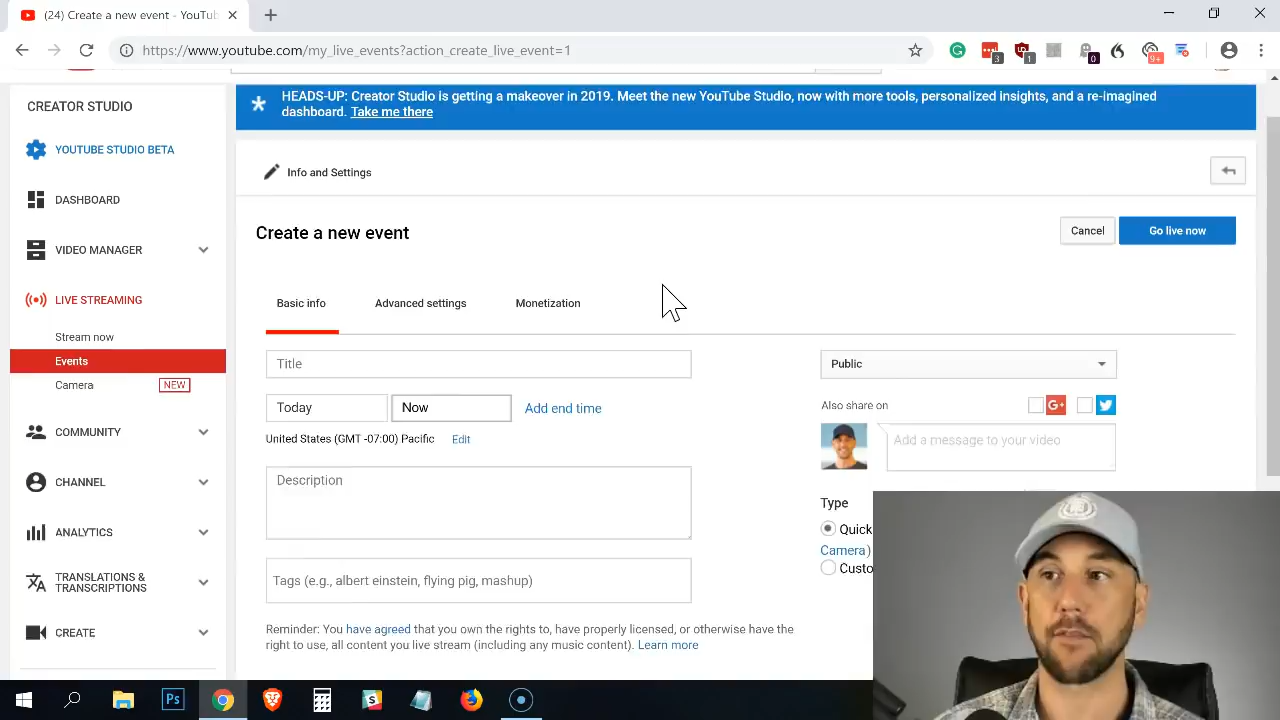 (24) Create a new event - YouTu
https://www.youtube.com/my_live_events?action_create_live_event=1
3
1
0
9+
CREATOR STUDIO
HEADS-UP: Creator Studio is getting a makeover in 2019. Meet the new YouTube Studio, now with more tools, personalized insights, and a re-imagined
dashboard. Take me there
YOUTUBE STUDIO BETA
Info and Settings
DASHBOARD
Create a new event
Cancel
Go live now
VIDEO MANAGER
LIVE STREAMING
Basic info
Advanced settings
Monetization
Stream now
Events
Camera
NEW
Title
Public
Today
Now
Add end time
Also share on
G+
United States (GMT -07:00) Pacific
Edit
Add a message to your video
COMMUNITY
Description
CHANNEL
Type
Quick
Camera)
Custo
ANALYTICS
TRANSLATIONS &
TRANSCRIPTIONS
Tags (e.g., albert einstein, flying pig, mashup)
CREATE
Reminder: You have agreed that you own the rights to, have properly licensed, or otherwise have the
right to use, all content you live stream (including any music content). Learn more
Ps
S